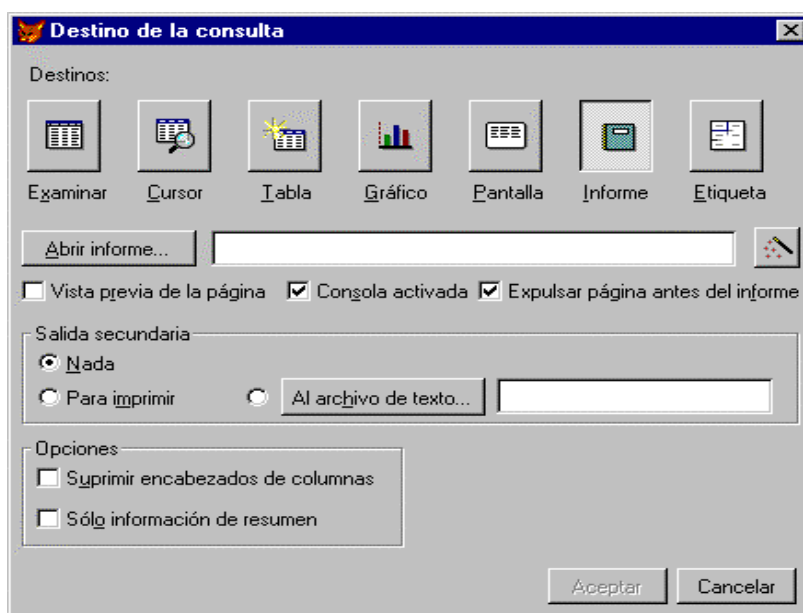 Destino de la consulta
Destinos:
Examinar Cursor Tabla Gráfico Pantalla Informe Etiqueta
Abrir informe...
Vista previa de la página Consola activada Expulsar página antes del informe
Salida secundaria
Nada
Para imprimir Al archivo de texto...
Opciones
Suprimir encabezados de columnas
Sólo información de resumen
Aceptar Cancelar